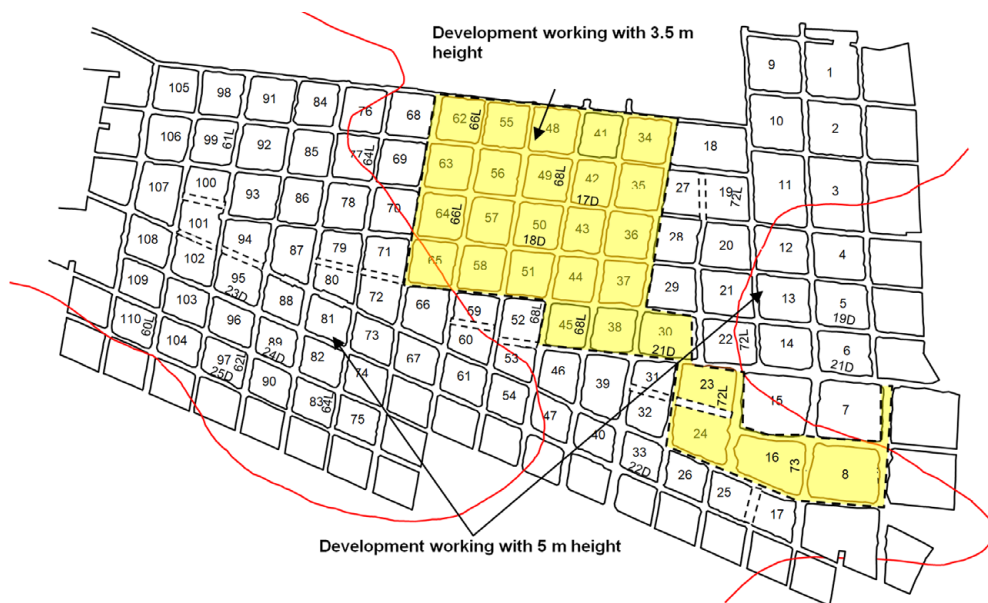 Development working with 3.5 m
height
9 1
105 98 91 84 76 68 62 66L 55 48 41 34
10 2
106 99 61L 92 85 77 64L 69 63 56 49 68L 42 35 18
107 100 93 86 78 70 64 66L 57 50 43 36 17D 27 19 72L 11 3
18D
108 101 94 87 79 71 65 58 51 44 37 28 20 12 4
109 102 95 23D 88 80 72 66 59 52 68L 45 68L 38 30 21D 29 21 13 5 19D
110 60L 103 96 89 24D 81 73 67 60 53 46 39 31 22 72L 14 6 21D
104 97 62L 25D 90 82 74 61 54 47 40 32 23 72L 15 7
83 64L 75 33 22D 24 16 73 8
26 25 17
Development working with 5 m height